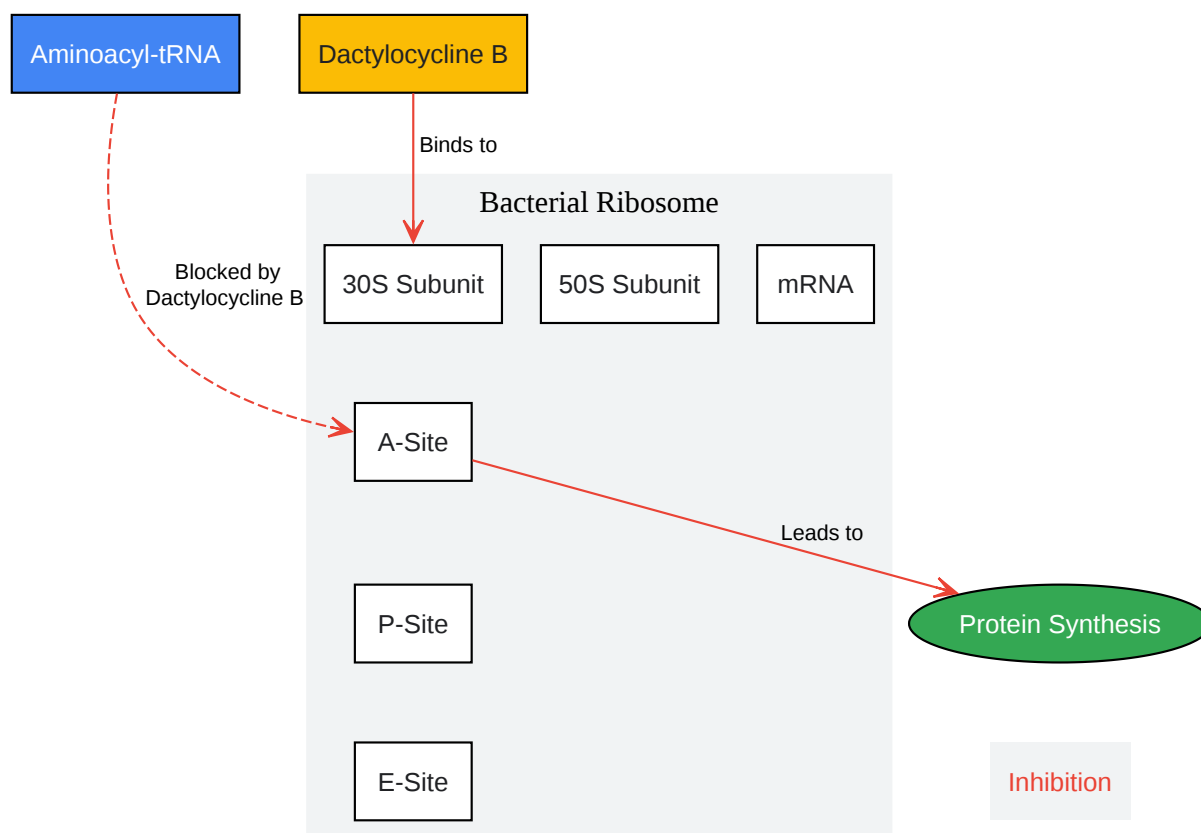 Aminoacyl-tRNA
Dactylocycline B
Binds to
Bacterial Ribosome
Blocked by
Dactylocycline B
30S Subunit
50S Subunit
mRNA
A-Site
Leads to
P-Site
Protein Synthesis
E-Site
Inhibition